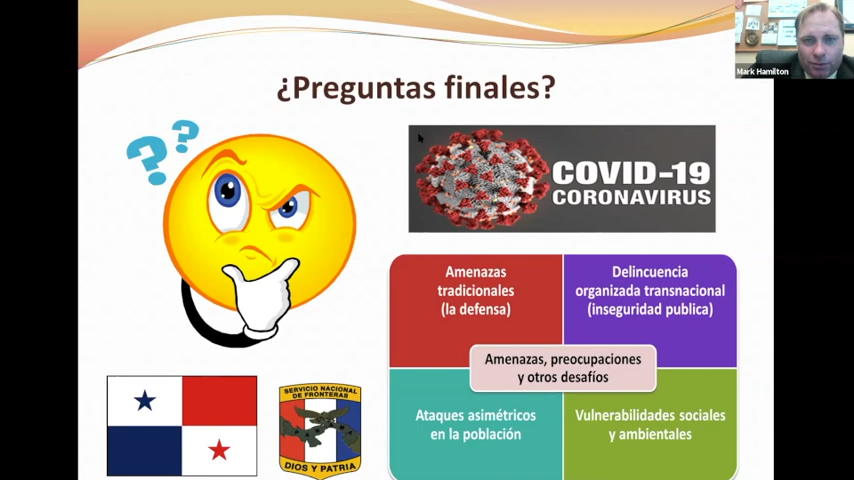 Mark Hamilton
¿Preguntas finales?
? ?
COVID-19
CORONAVIRUS
Amenazas
tradicionales
(la defensa)
Delincuencia
organizada transnacional
(inseguridad publica)
Amenazas, preocupaciones
y otros desafíos
Ataques asimétricos
en la población
Vulnerabilidades sociales
y ambientales
SERVICIO NACIONAL
DE FRONTERAS
DIOS Y PATRIA